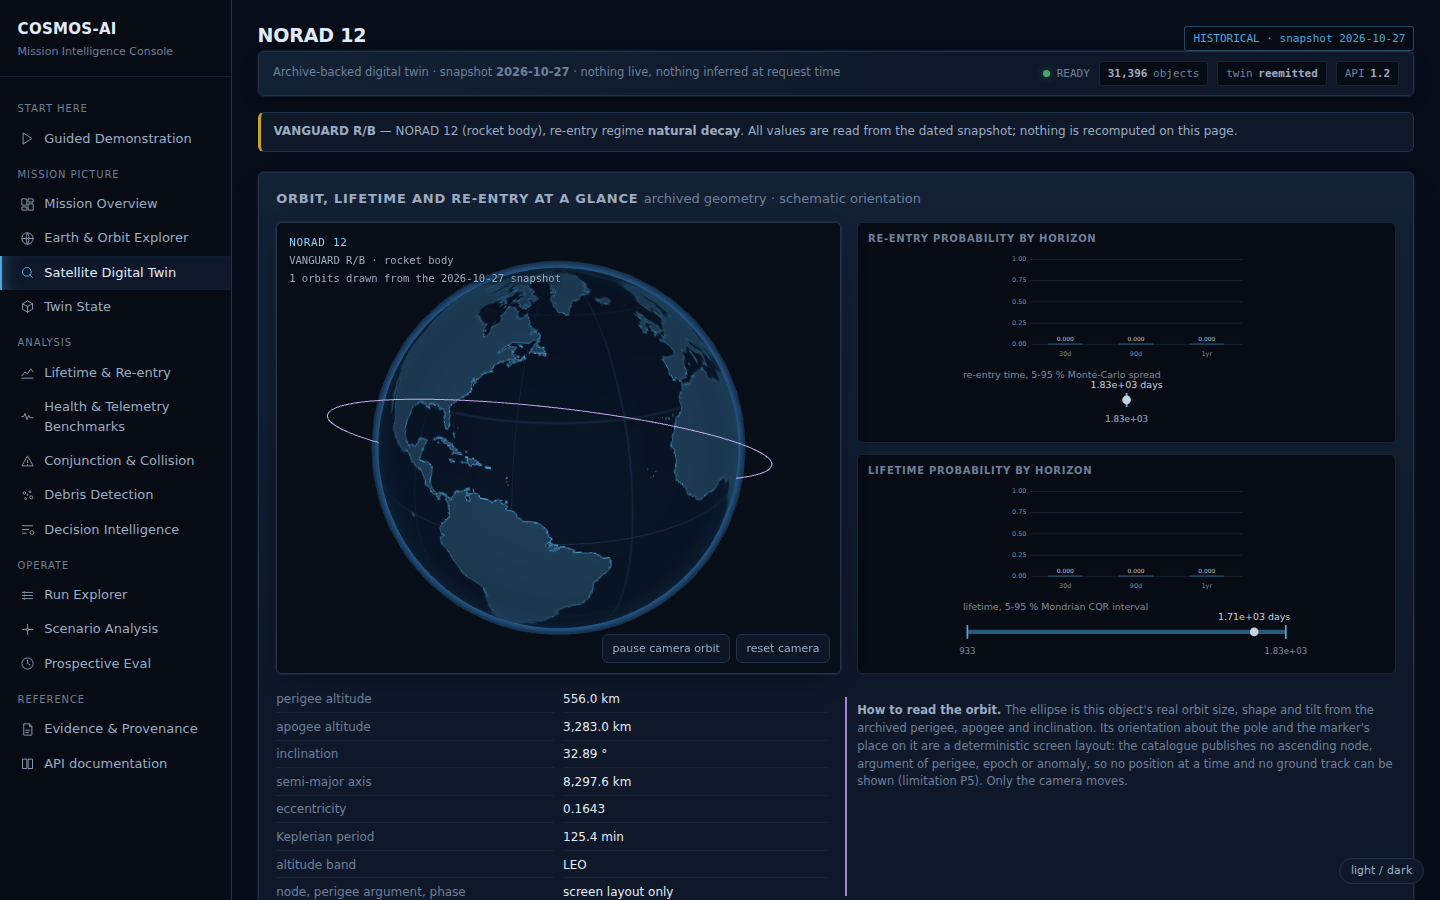 COSMOS-AI
Mission Intelligence Console
START HERE
Guided Demonstration
MISSION PICTURE
Mission Overview
Earth & Orbit Explorer
Satellite Digital Twin
Twin State
ANALYSIS
Lifetime & Re-entry
Health & Telemetry
Benchmarks
Conjunction & Collision
Debris Detection
Decision Intelligence
OPERATE
Run Explorer
Scenario Analysis
Prospective Eval
REFERENCE
Evidence & Provenance
API documentation
NORAD 12
HISTORICAL · snapshot 2026-10-27
Archive-backed digital twin · snapshot 2026-10-27 · nothing live, nothing inferred at request time
READY
31,396 objects
twin reemitted
API 1.2
VANGUARD R/B — NORAD 12 (rocket body), re-entry regime natural decay. All values are read from the dated snapshot; nothing is recomputed on this page.
ORBIT, LIFETIME AND RE-ENTRY AT A GLANCE archived geometry · schematic orientation
NORAD 12
VANGUARD R/B · rocket body
1 orbits drawn from the 2026-10-27 snapshot
pause camera orbit
reset camera
RE-ENTRY PROBABILITY BY HORIZON
1.00
0.75
0.50
0.25
0.00
0.000 0.000 0.000
30d 90d 1yr
re-entry time, 5-95 % Monte-Carlo spread
1.83e+03 days
1.83e+03
LIFETIME PROBABILITY BY HORIZON
1.00
0.75
0.50
0.25
0.00
0.000 0.000 0.000
30d 90d 1yr
lifetime, 5-95 % Mondrian CQR interval
1.71e+03 days
933 1.83e+03
perigee altitude 556.0 km
apogee altitude 3,283.0 km
inclination 32.89 °
semi-major axis 8,297.6 km
eccentricity 0.1643
Keplerian period 125.4 min
altitude band LEO
node, perigee argument, phase screen layout only
How to read the orbit. The ellipse is this object's real orbit size, shape and tilt from the
archived perigee, apogee and inclination. Its orientation about the pole and the marker's
place on it are a deterministic screen layout: the catalogue publishes no ascending node,
argument of perigee, epoch or anomaly, so no position at a time and no ground track can be
shown (limitation P5). Only the camera moves.
light / dark